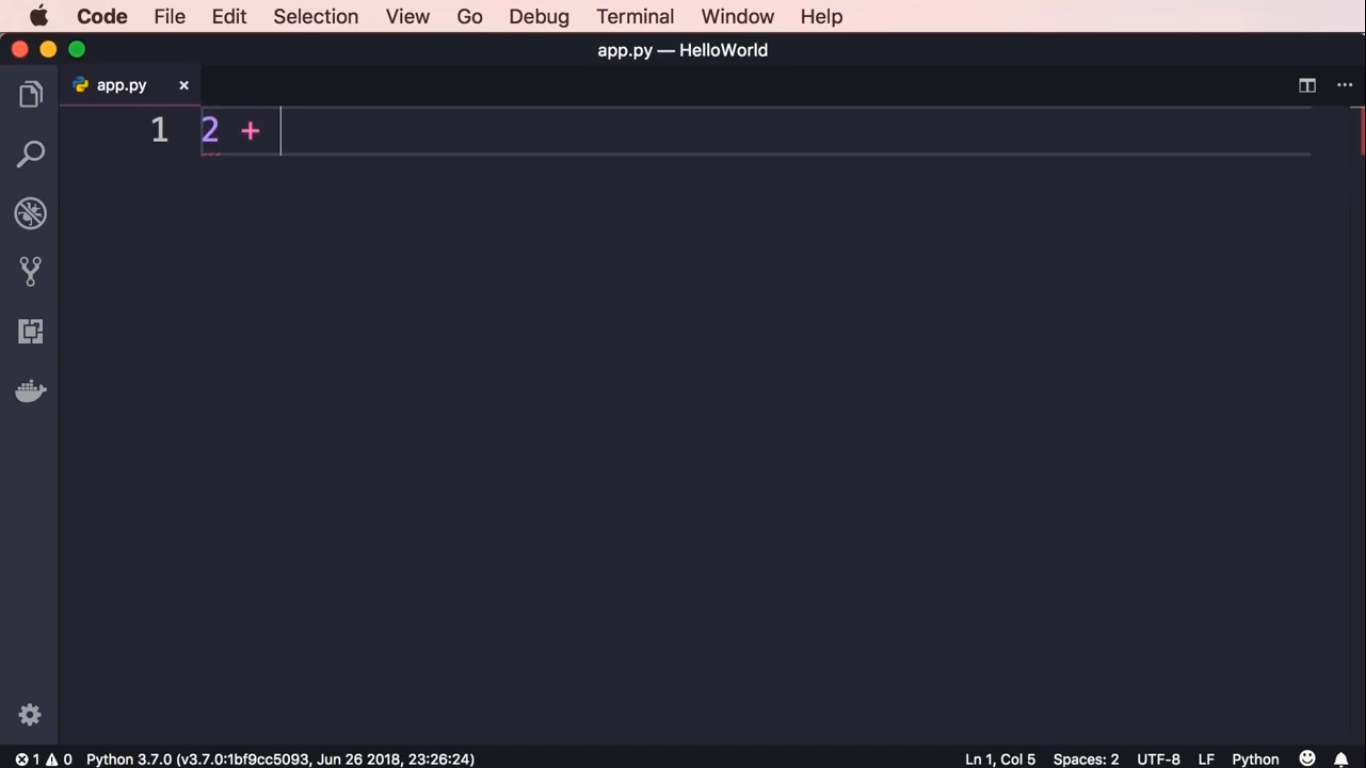 Code File Edit Selection View Go Debug Terminal Window Help
app.py — HelloWorld
app.py ×
1 2 +
1 0 Python 3.7.0 (v3.7.0:1bf9cc5093, Jun 26 2018, 23:26:24) Ln 1, Col 5 Spaces: 2 UTF-8 LF Python